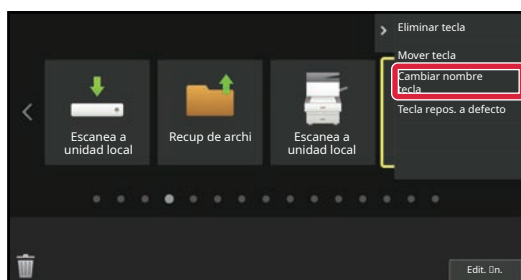 Eliminar tecla
Mover tecla
Cambiar nombre
tecla
Tecla repos. a defecto
Escanea a
unidad local
Recup de archi
Escanea a
unidad local
Edit.